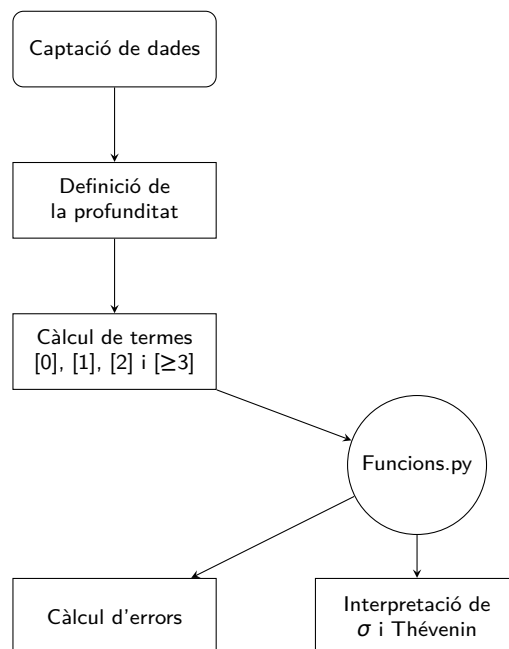 Captació de dades
Definició de
la profunditat
Càlcul de termes
[0], [1], [2] i [≥3]
Funcions.py
Càlcul d'errors
Interpretació de
σ i Thévenin